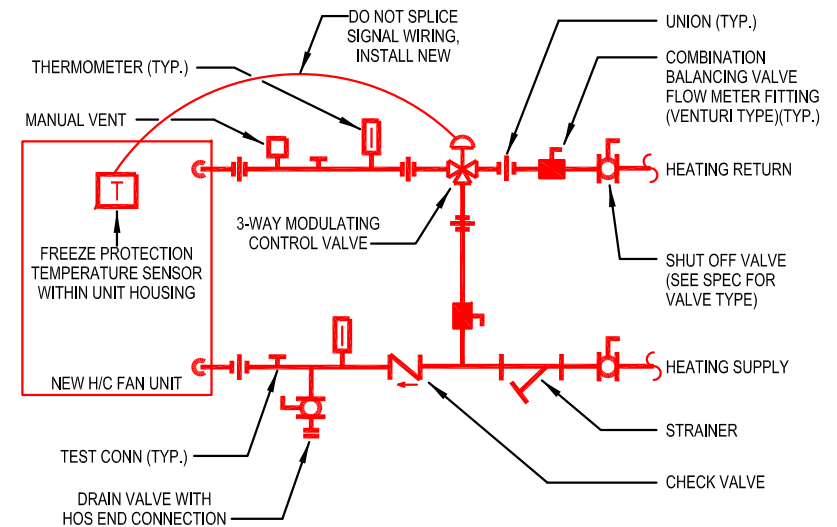 DO NOT SPLICE
SIGNAL WIRING,
INSTALL NEW
UNION (TYP.)
COMBINATION
BALANCING VALVE
FLOW METER FITTING
(VENTURI TYPE)(TYP.)
THERMOMETER (TYP.)
MANUAL VENT
HEATING RETURN
T
3-WAY MODULATING
CONTROL VALVE
FREEZE PROTECTION
TEMPERATURE SENSOR
WITHIN UNIT HOUSING
SHUT OFF VALVE
(SEE SPEC FOR
VALVE TYPE)
HEATING SUPPLY
NEW H/C FAN UNIT
STRAINER
TEST CONN (TYP.)
CHECK VALVE
DRAIN VALVE WITH
HOS END CONNECTION